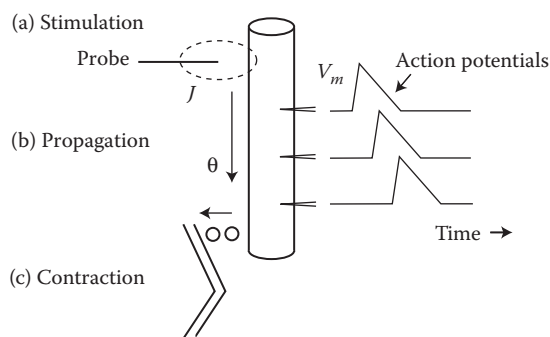 (a) Stimulation
Probe
J
V_m
Action potentials
(b) Propagation
θ
Time
(c) Contraction